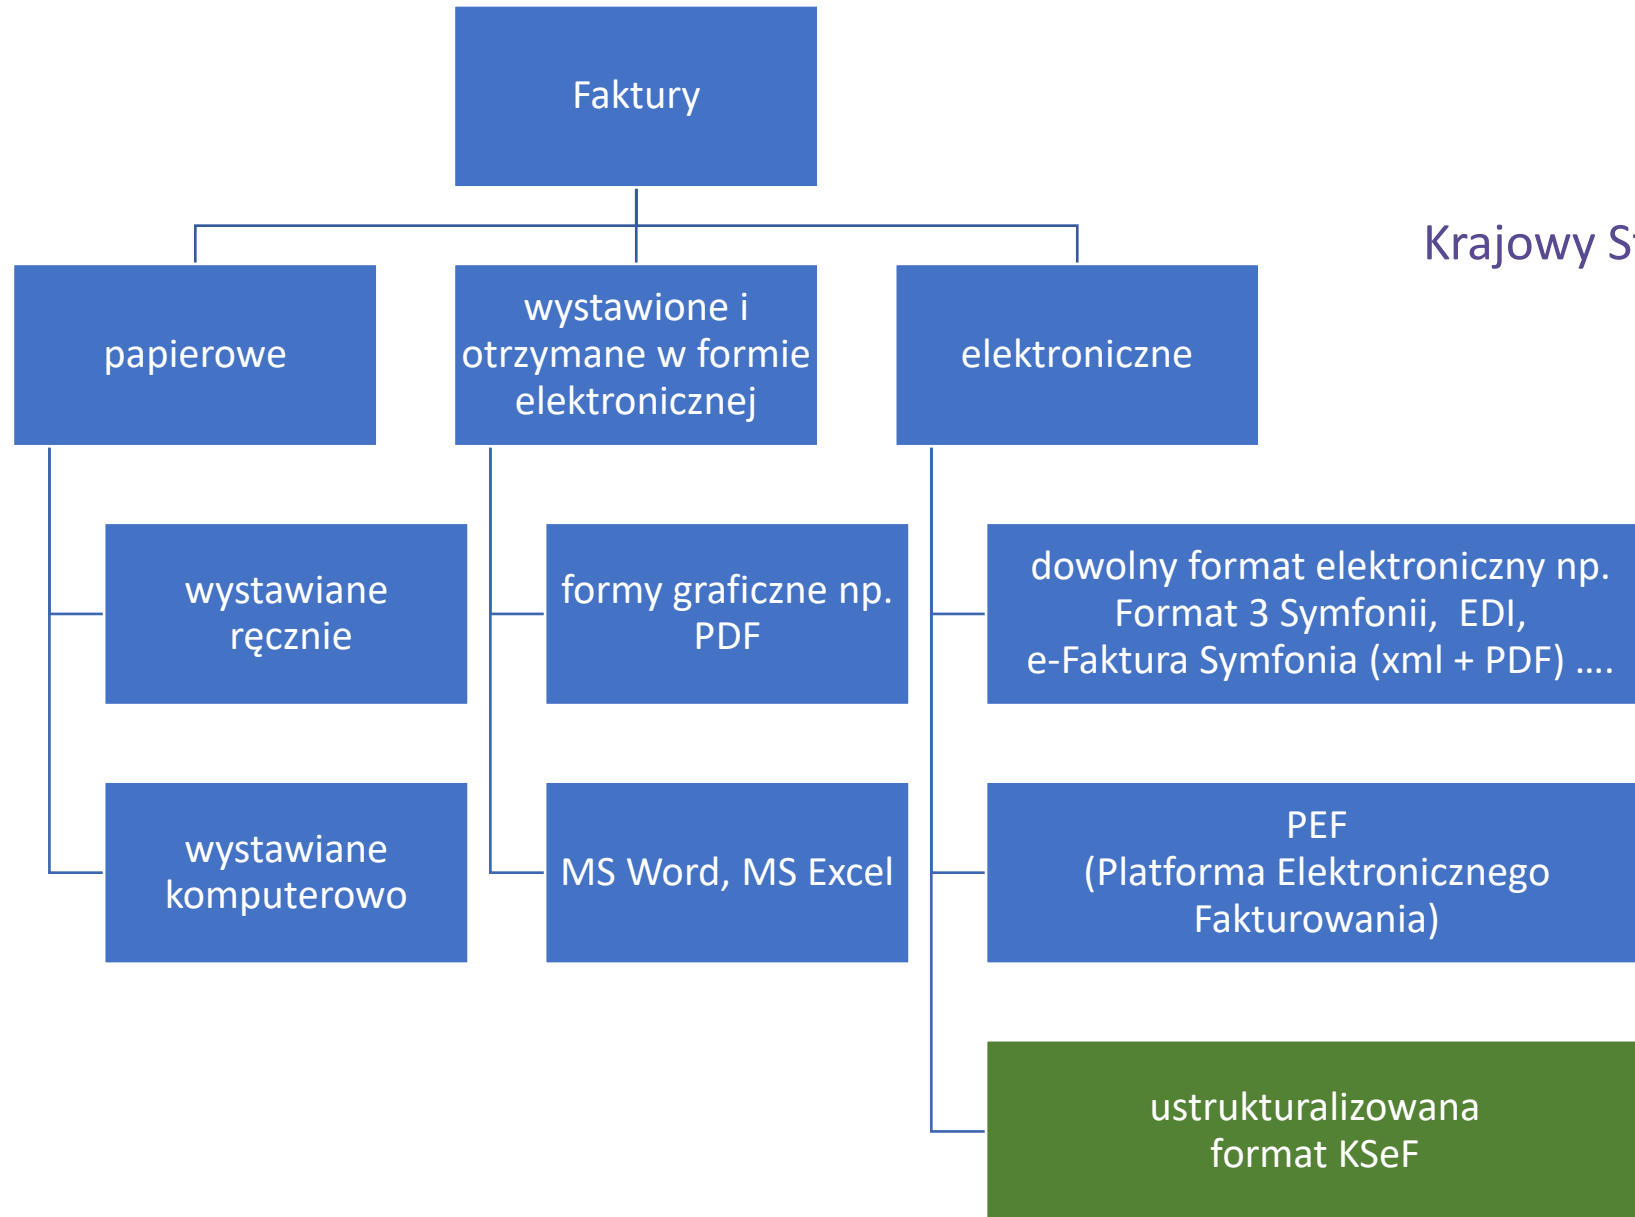 Faktury
Krajowy
papierowe
wystawione i
otrzymane w formie
elektronicznej
elektroniczne
wystawiane
ręcznie
formy graficzne np.
PDF
dowolny format elektroniczny np.
Format 3 Symfonii, EDI,
e-Faktura Symfonia (xml + PDF) ....
wystawiane
komputerowo
MS Word, MS Excel
PEF
(Platforma Elektronicznego
Fakturowania)
ustrukturalizowana
format KSeF